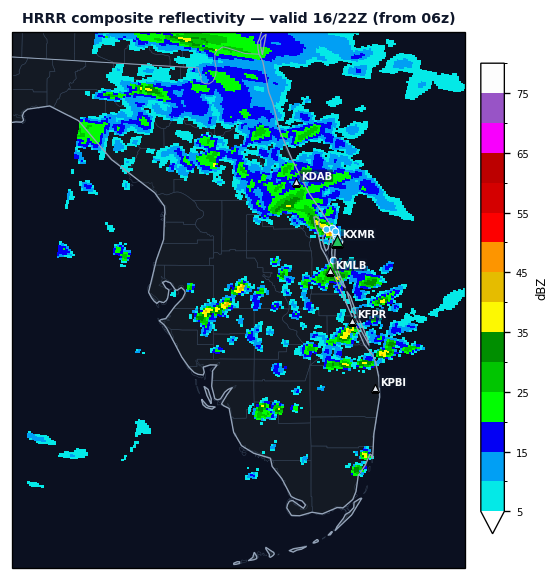 HRRR composite reflectivity — valid 16/22Z (from 06z)
KDAB
KXMR
KMLB
KFPR
KPBI
75
65
55
45
35
25
15
5
dBZ